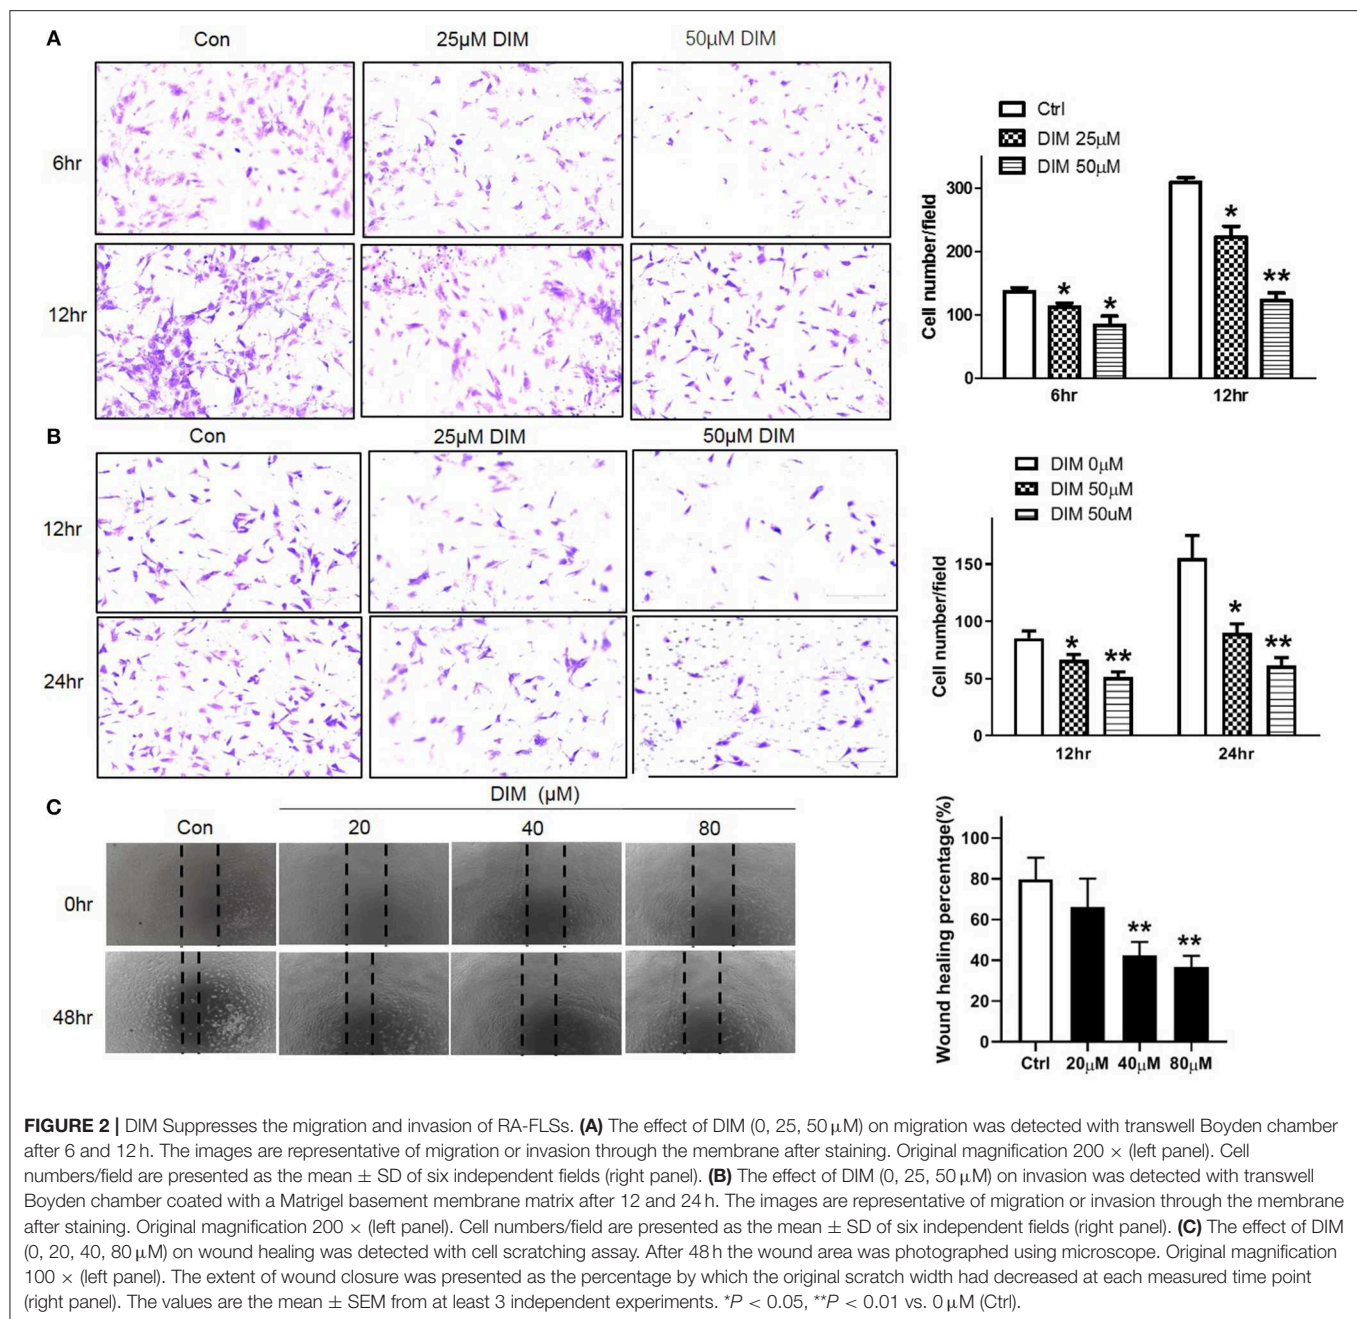 A
Con
25μM DIM
50μM DIM
6hr
12hr
Ctrl
DIM 25μM
DIM 50μM
Cell number/field
300
200
100
0
*
*
*
**
6hr
12hr
B
Con
25μM DIM
50μM DIM
12hr
24hr
DIM 0μM
DIM 50μM
DIM 50uM
Cell number/field
150
100
50
0
*
**
*
**
12hr
24hr
C
DIM (μM)
Con
20
40
80
0hr
48hr
Wound healing percentage(%)
100
80
60
40
20
0
**
**
Ctrl
20μM
40μM
80μM
FIGURE 2 | DIM Suppresses the migration and invasion of RA-FLSs. (A) The effect of DIM (0, 25, 50 μM) on migration was detected with transwell Boyden chamber
after 6 and 12 h. The images are representative of migration or invasion through the membrane after staining. Original magnification 200 × (left panel). Cell
numbers/field are presented as the mean ± SD of six independent fields (right panel). (B) The effect of DIM (0, 25, 50 μM) on invasion was detected with transwell
Boyden chamber coated with a Matrigel basement membrane matrix after 12 and 24 h. The images are representative of migration or invasion through the membrane
after staining. Original magnification 200 × (left panel). Cell numbers/field are presented as the mean ± SD of six independent fields (right panel). (C) The effect of DIM
(0, 20, 40, 80 μM) on wound healing was detected with cell scratching assay. After 48 h the wound area was photographed using microscope. Original magnification
100 × (left panel). The extent of wound closure was presented as the percentage by which the original scratch width had decreased at each measured time point
(right panel). The values are the mean ± SEM from at least 3 independent experiments. *P < 0.05, **P < 0.01 vs. 0 μM (Ctrl).